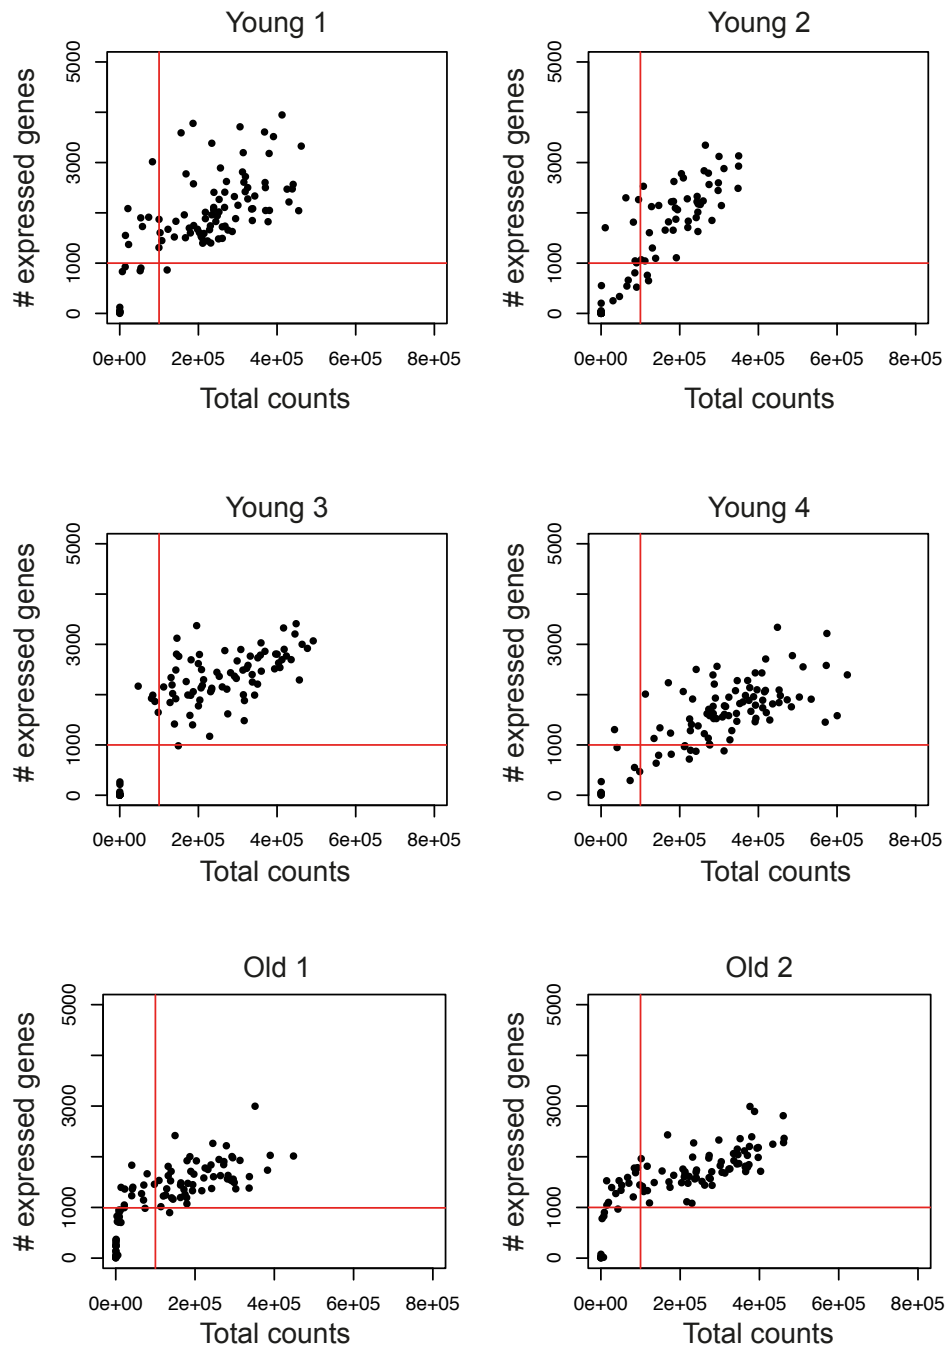 Young 1
Young 2
# expressed genes
5000
3000
1000
0
# expressed genes
5000
3000
1000
0
0e+00 2e+05 4e+05 6e+05 8e+05
0e+00 2e+05 4e+05 6e+05 8e+05
Total counts
Total counts
Young 3
Young 4
# expressed genes
5000
3000
1000
0
# expressed genes
5000
3000
1000
0
0e+00 2e+05 4e+05 6e+05 8e+05
0e+00 2e+05 4e+05 6e+05 8e+05
Total counts
Total counts
Old 1
Old 2
# expressed genes
5000
3000
1000
0
# expressed genes
5000
3000
1000
0
0e+00 2e+05 4e+05 6e+05 8e+05
0e+00 2e+05 4e+05 6e+05 8e+05
Total counts
Total counts